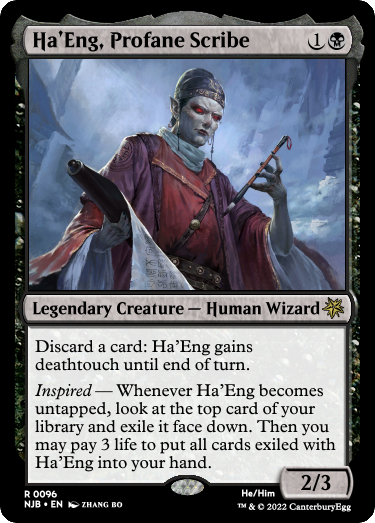 Ha'Eng, Profane Scribe 1
Legendary Creature — Human Wizard
Discard a card: Ha'Eng gains
deathtouch until end of turn.
Inspired — Whenever Ha'Eng becomes
untapped, look at the top card of your
library and exile it face down. Then you
may pay 3 life to put all cards exiled with
Ha'Eng into your hand.
2/3
R 0096 He/Him
NJB • EN ZHANG BO ™ & © 2022 CanterburyEgg